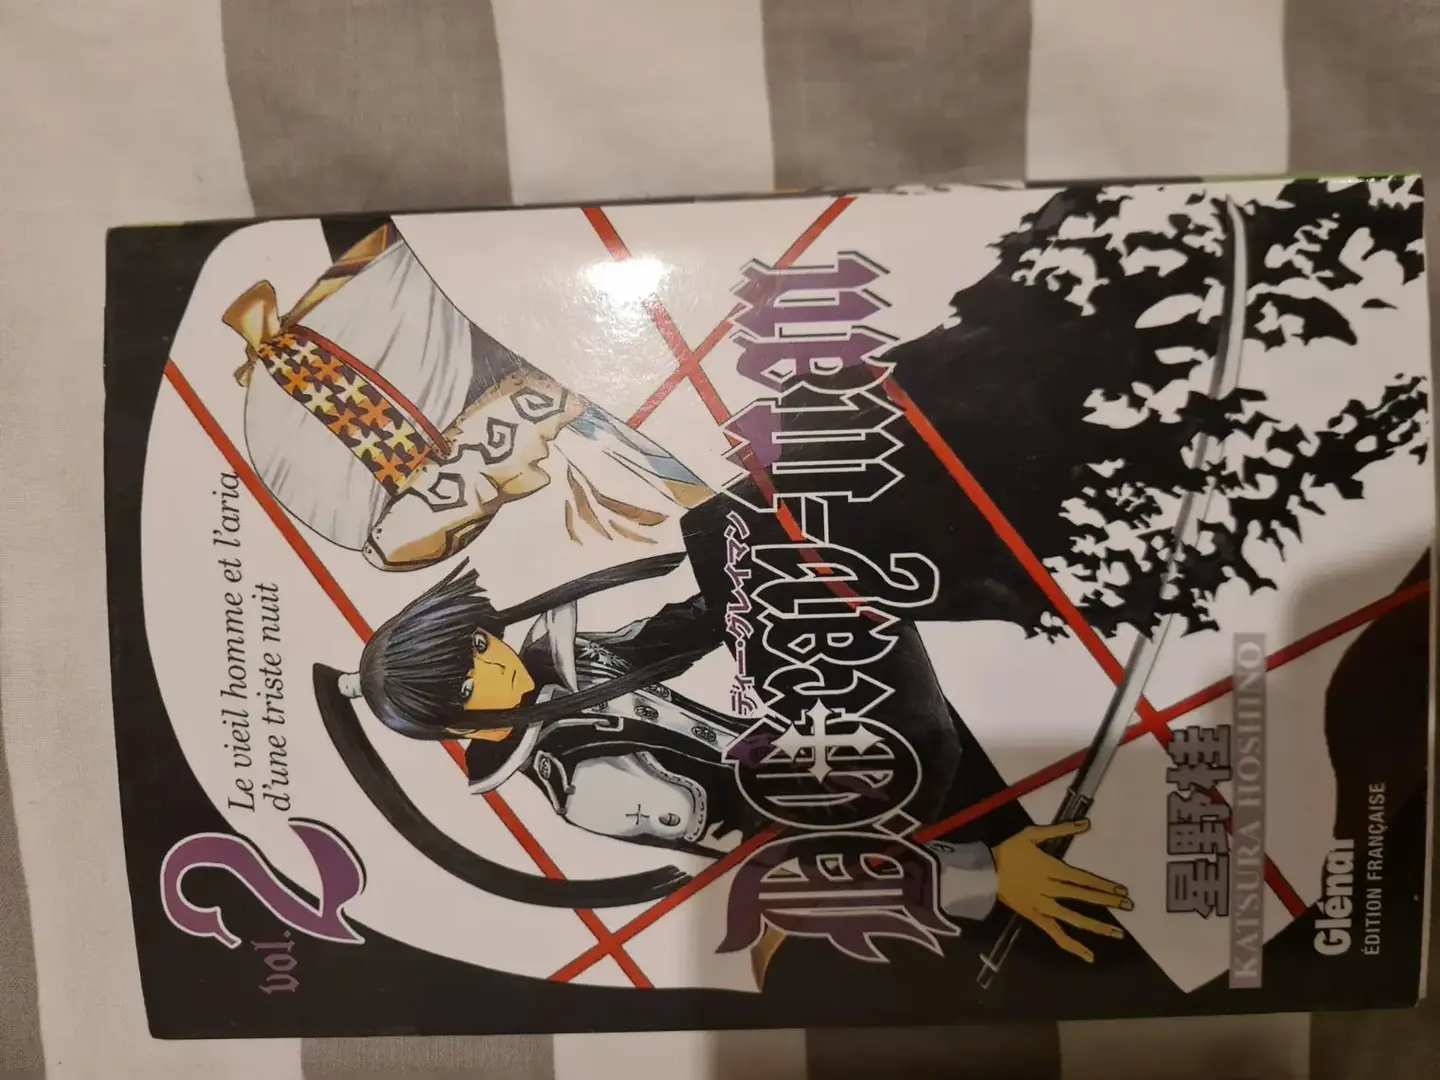 vol. 2
Le vieil homme et l'aria
d'une triste nuit
ディー・グレイマン
D.Gray-Man
星野桂
KATSURA HOSHINO
Glénat
ÉDITION FRANÇAISE